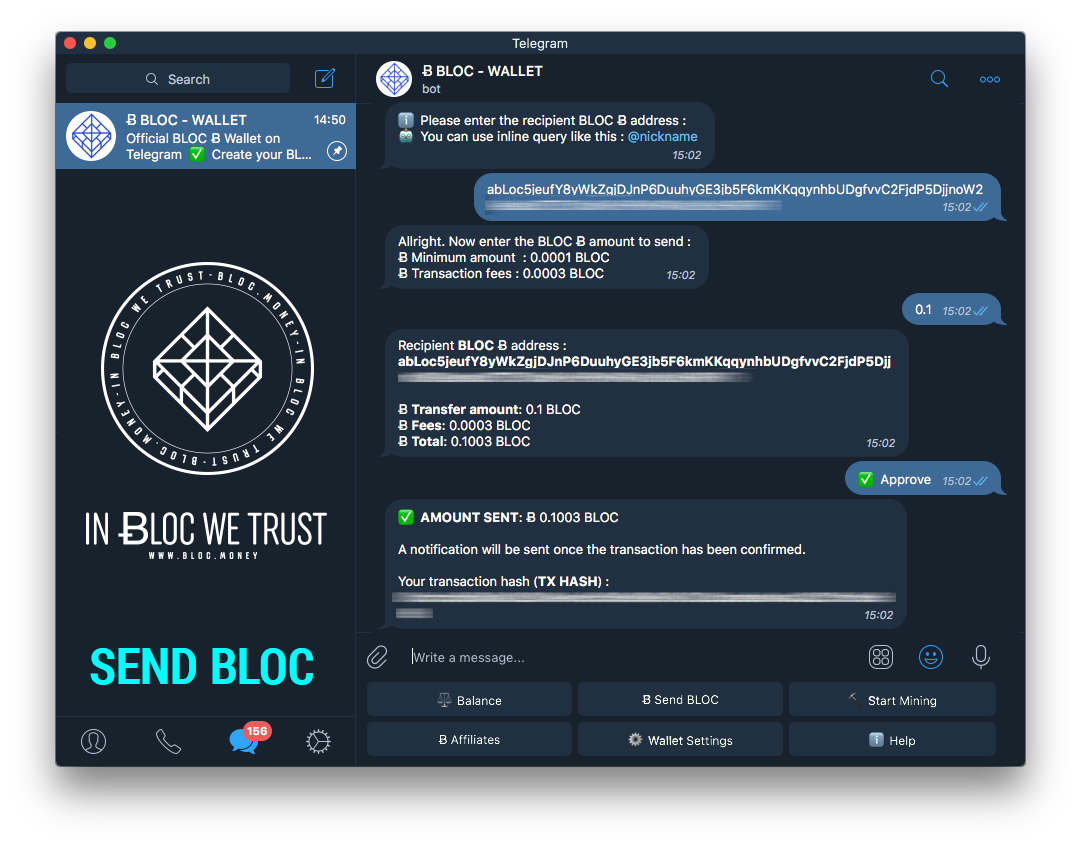 Telegram
Search
Ƀ BLOC - WALLET
14:50
Official BLOC Ƀ Wallet on
Telegram ✅ Create your BL...
IN BLOC WE TRUST · BLOC.MONEY · IN BLOC WE TRUST · BLOC.MONEY ·
IN ɃLOC WE TRUST
WWW.BLOC.MONEY
SEND BLOC
156
Ƀ BLOC - WALLET
bot
ℹ️ Please enter the recipient BLOC Ƀ address :
🤖 You can use inline query like this : @nickname
15:02
abLoc5jeufY8yWkZgjDJnP6DuuhyGE3jb5F6kmKKqqynhbUDgfvvC2FjdP5DjjnoW2
15:02
Allright. Now enter the BLOC Ƀ amount to send :
Ƀ Minimum amount : 0.0001 BLOC
Ƀ Transaction fees : 0.0003 BLOC
15:02
0.1 15:02
Recipient BLOC Ƀ address :
abLoc5jeufY8yWkZgjDJnP6DuuhyGE3jb5F6kmKKqqynhbUDgfvvC2FjdP5Djj
Ƀ Transfer amount: 0.1 BLOC
Ƀ Fees: 0.0003 BLOC
Ƀ Total: 0.1003 BLOC
15:02
✅ Approve 15:02
✅ AMOUNT SENT: Ƀ 0.1003 BLOC
A notification will be sent once the transaction has been confirmed.
Your transaction hash (TX HASH) :
15:02
Write a message...
Balance
Ƀ Send BLOC
Start Mining
Ƀ Affiliates
Wallet Settings
Help